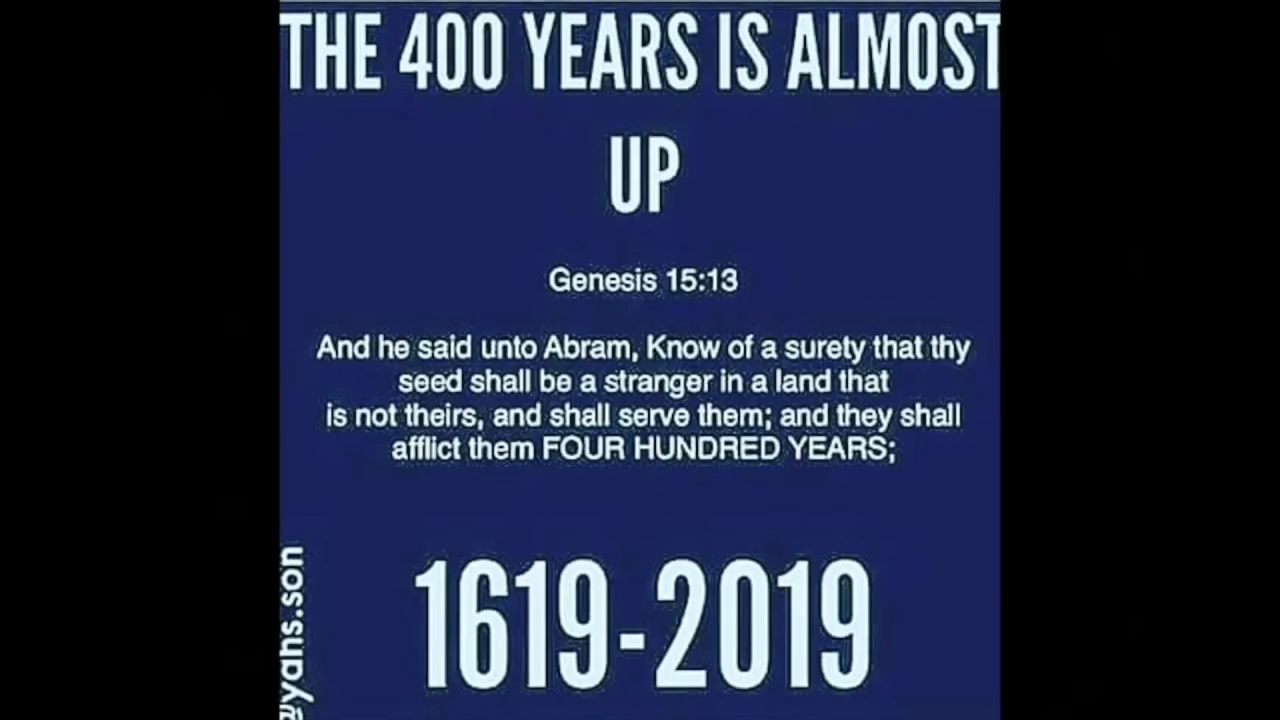 THE 400 YEARS IS ALMOST
UP
Genesis 15:13
And he said unto Abram, Know of a surety that thy
seed shall be a stranger in a land that
is not theirs, and shall serve them; and they shall
afflict them FOUR HUNDRED YEARS;
1619-2019
@yahs.son